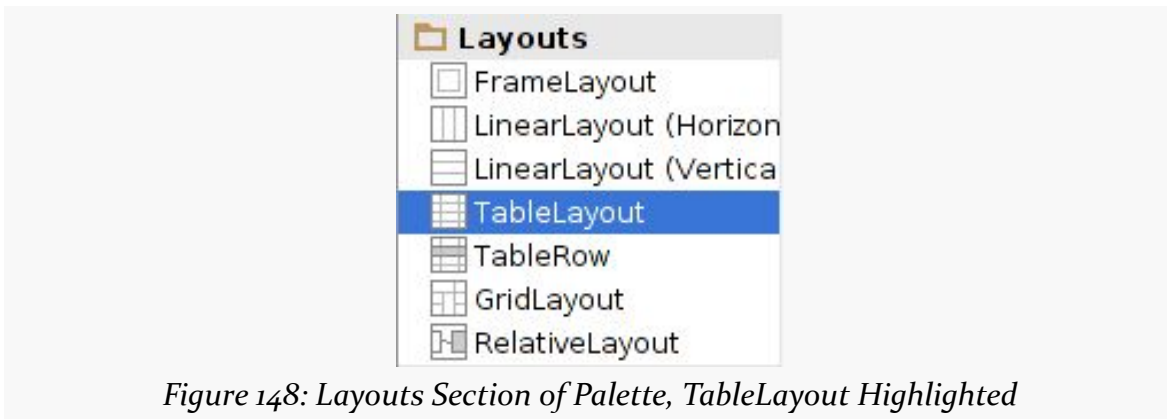 Layouts
FrameLayout
LinearLayout (Horizon
LinearLayout (Vertica
TableLayout
TableRow
GridLayout
RelativeLayout
Figure 148: Layouts Section of Palette, TableLayout Highlighted